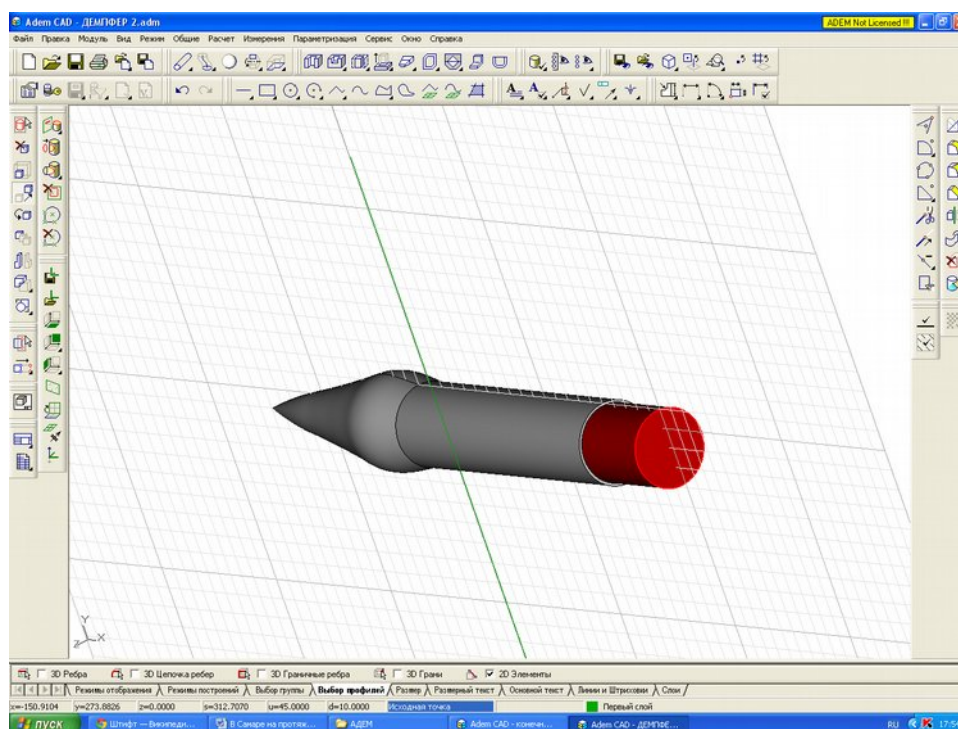 Adem CAD - ДЕМПФЕР 2.adm
ADEM Not Licensed !!!
Файл Правка Модуль Вид Режим Общие Расчет Измерения Параметризация Сервис Окно Справка
Y
Z X
3D Ребра 3D Цепочка ребер 3D Граничные ребра 3D Грани 2D Элементы
Режимы отображения Режимы построений Выбор группы Выбор профилей Размер Размерный текст Основной текст Линии и Штриховки Слои
x=-150.9104 y=273.8826 z=0.0000 s=312.7070 u=45.0000 d=10.0000 Исходная точка Первый слой
пуск Штифт — Википеди... В Самаре на протяж... АДЕМ Adem CAD - конечн... Adem CAD - ДЕМПФЕ... RU 17:54